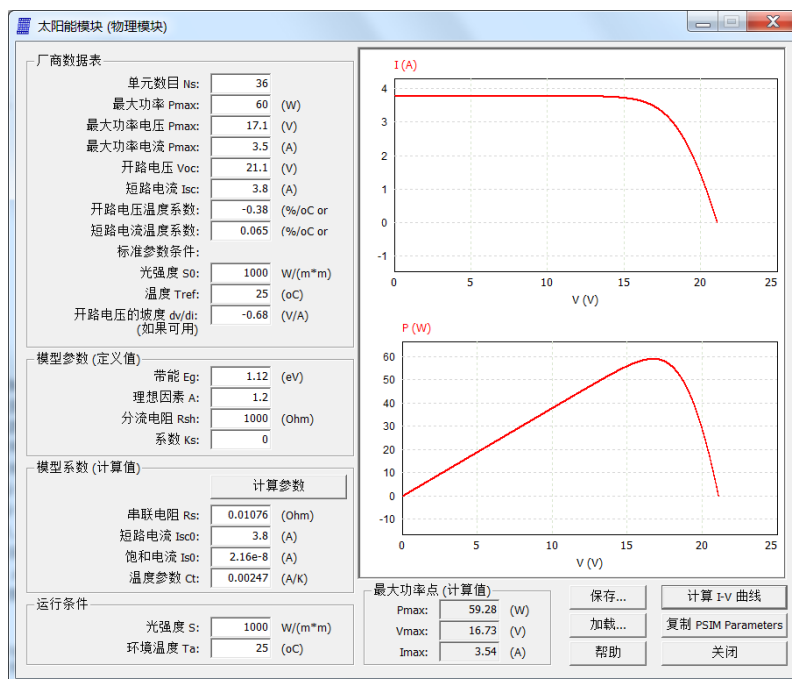 太阳能模块 (物理模块)
厂商数据表
单元数目 Ns: 36
最大功率 Pmax: 60 (W)
最大功率电压 Pmax: 17.1 (V)
最大功率电流 Pmax: 3.5 (A)
开路电压 Voc: 21.1 (V)
短路电流 Isc: 3.8 (A)
开路电压温度系数: -0.38 (%/oC or
短路电流温度系数: 0.065 (%/oC or
标准参数条件:
光强度 S0: 1000 W/(m*m)
温度 Tref: 25 (oC)
开路电压的坡度 dv/di: -0.68 (V/A)
(如果可用)
模型参数 (定义值)
带能 Eg: 1.12 (eV)
理想因素 A: 1.2
分流电阻 Rsh: 1000 (Ohm)
系数 Ks: 0
模型系数 (计算值)
计算参数
串联电阻 Rs: 0.01076 (Ohm)
短路电流 Isc0: 3.8 (A)
饱和电流 Is0: 2.16e-8 (A)
温度参数 Ct: 0.00247 (A/K)
运行条件
光强度 S: 1000 W/(m*m)
环境温度 Ta: 25 (oC)
I (A)
4
3
2
1
0
-1
0 5 10 15 20 25
V (V)
P (W)
60
50
40
30
20
10
0
-10
0 5 10 15 20 25
V (V)
最大功率点 (计算值)
Pmax: 59.28 (W)
Vmax: 16.73 (V)
Imax: 3.54 (A)
保存... 计算 I-V 曲线
加载... 复制 PSIM Parameters
帮助 关闭